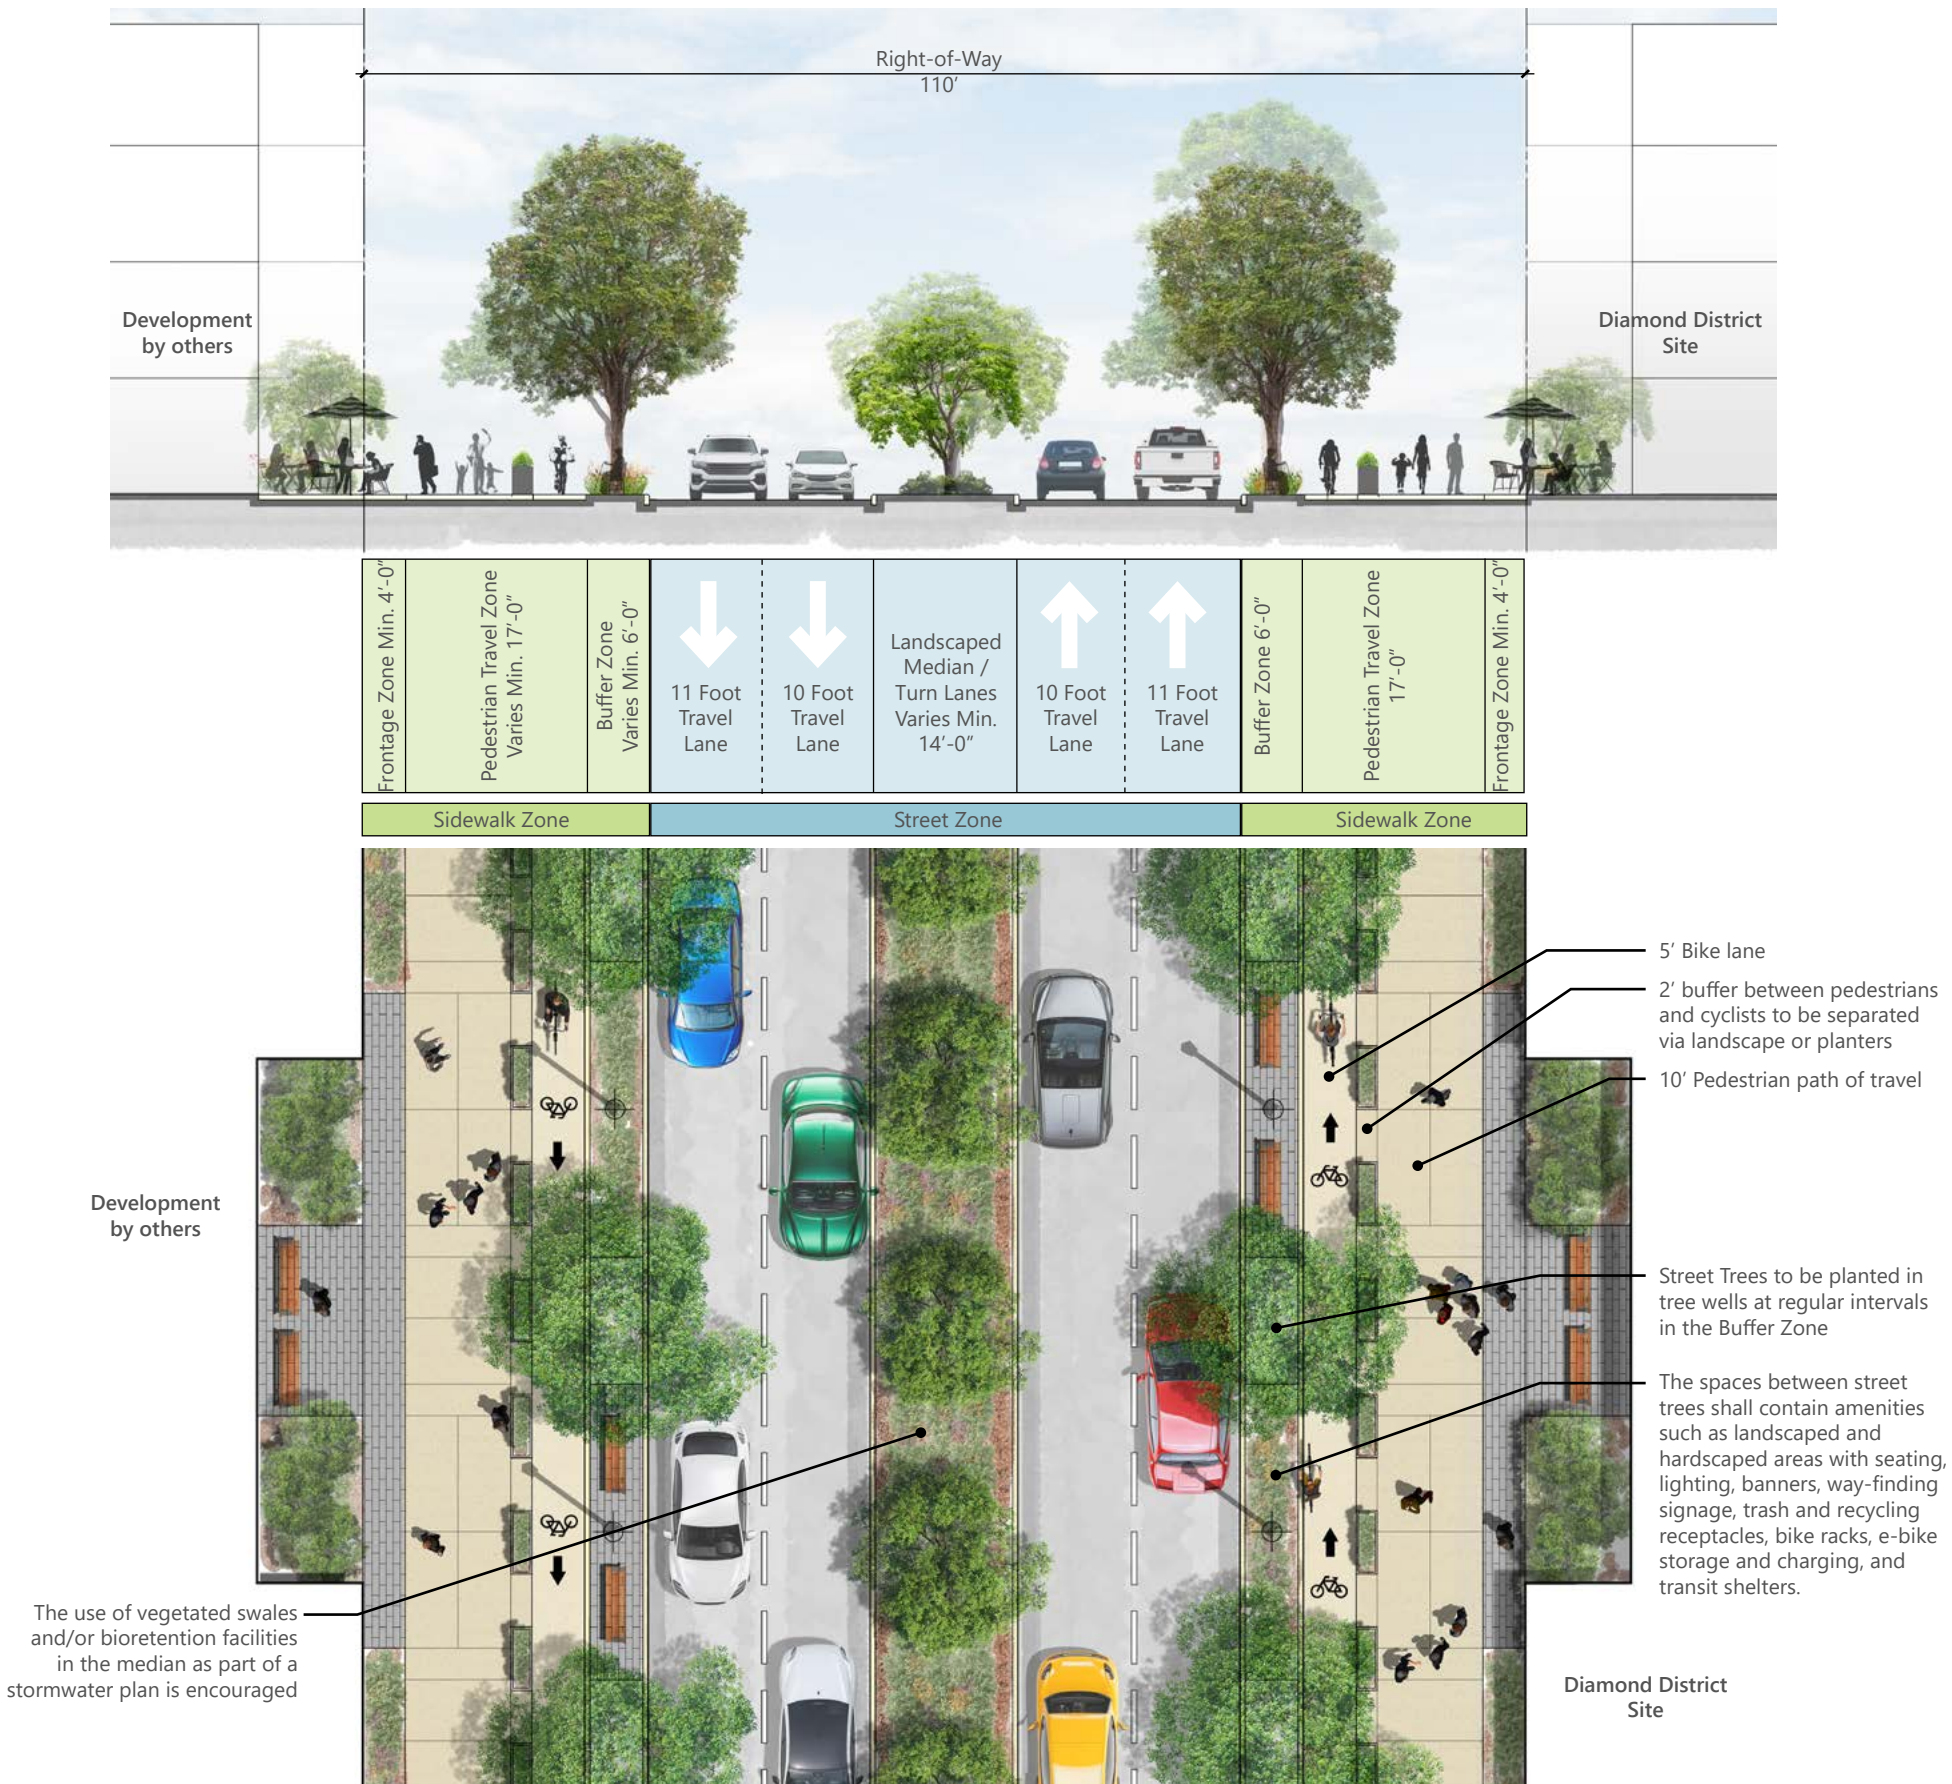 Right-of-Way
110′
Development
by others
Diamond District
Site
Frontage Zone Min. 4′-0″
Pedestrian Travel Zone
Varies Min. 17′-0″
Buffer Zone
Varies Min. 6′-0″
11 Foot
Travel
Lane
10 Foot
Travel
Lane
Landscaped
Median /
Turn Lanes
Varies Min.
14′-0″
10 Foot
Travel
Lane
11 Foot
Travel
Lane
Buffer Zone 6′-0″
Pedestrian Travel Zone
17′-0″
Frontage Zone Min. 4′-0″
Sidewalk Zone
Street Zone
Sidewalk Zone
5′ Bike lane
2′ buffer between pedestrians
and cyclists to be separated
via landscape or planters
10′ Pedestrian path of travel
Development
by others
Street Trees to be planted in
tree wells at regular intervals
in the Buffer Zone
The spaces between street
trees shall contain amenities
such as landscaped and
hardscaped areas with seating,
lighting, banners, way-finding
signage, trash and recycling
receptacles, bike racks, e-bike
storage and charging, and
transit shelters.
The use of vegetated swales
and/or bioretention facilities
in the median as part of a
stormwater plan is encouraged
Diamond District
Site